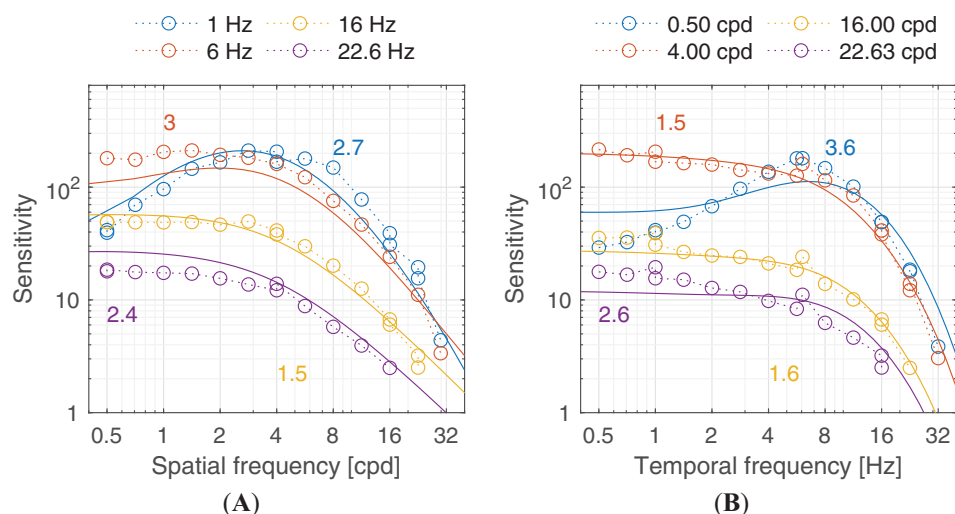 1 Hz 16 Hz
6 Hz 22.6 Hz
3
2.7
10²
Sensitivity
10
2.4
1.5
1
0.5 1 2 4 8 16 32
Spatial frequency [cpd]
(A)
0.50 cpd 16.00 cpd
4.00 cpd 22.63 cpd
1.5
3.6
10²
Sensitivity
10
2.6
1.6
1
0.5 1 2 4 8 16 32
Temporal frequency [Hz]
(B)